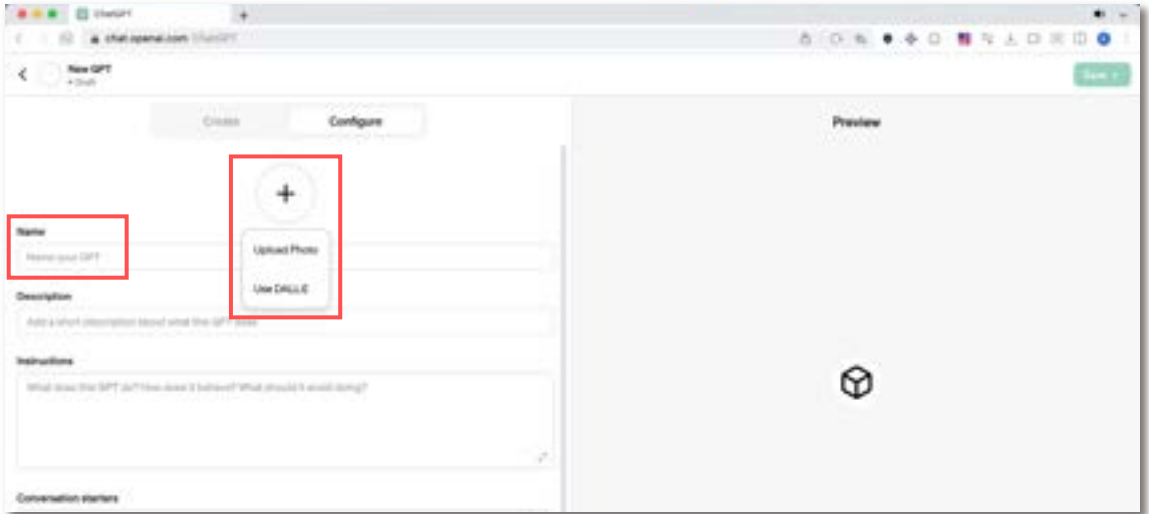 ChatGPT
chat.openai.com
New GPT
• Draft
Save
Create
Configure
Preview
Upload Photo
Use DALL·E
Name
Name your GPT
Description
Add a short description about what this GPT does
Instructions
What does this GPT do? How does it behave? What should it avoid doing?
Conversation starters